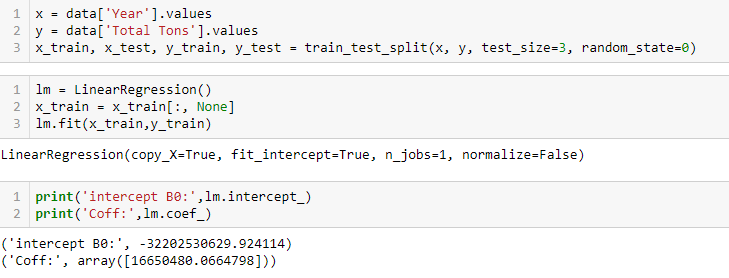 1 x = data['Year'].values
2 y = data['Total Tons'].values
3 x_train, x_test, y_train, y_test = train_test_split(x, y, test_size=3, random_state=0)
1 lm = LinearRegression()
2 x_train = x_train[:, None]
3 lm.fit(x_train,y_train)
LinearRegression(copy_X=True, fit_intercept=True, n_jobs=1, normalize=False)
1 print('intercept B0:',lm.intercept_)
2 print('Coff:',lm.coef_)
('intercept B0:', -32202530629.924114)
('Coff:', array([16650480.0664798]))